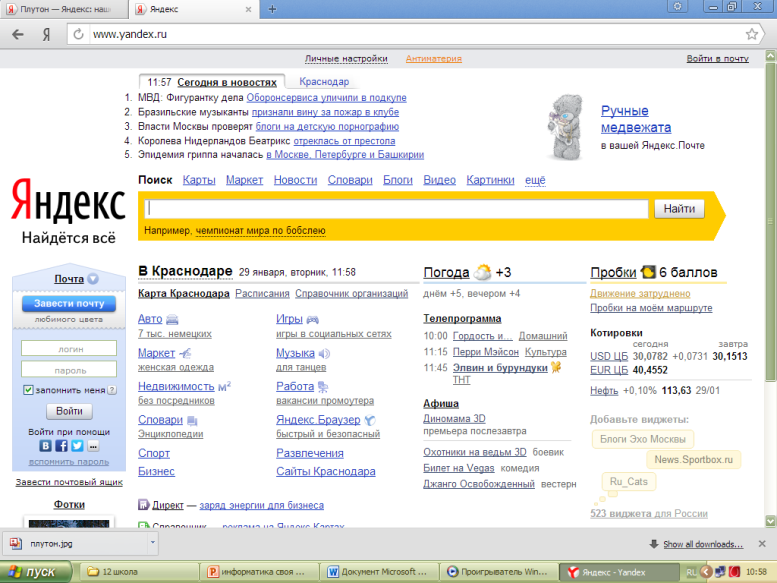 Плутон — Яндекс: наш
Яндекс
www.yandex.ru
Личные настройки Антиматерия Войти в почту
11:57 Сегодня в новостях Краснодар
1. МВД: Фигурантку дела Оборонсервиса уличили в подкупе
2. Бразильские музыканты признали вину за пожар в клубе
3. Власти Москвы проверят блоги на детскую порнографию
4. Королева Нидерландов Беатрикс отреклась от престола
5. Эпидемия гриппа началась в Москве, Петербурге и Башкирии
Ручные
медвежата
в вашей Яндекс.Почте
Яндекс
Найдётся всё
Поиск Карты Маркет Новости Словари Блоги Видео Картинки ещё
Найти
Например, чемпионат мира по бобслею
Почта
Завести почту
любимого цвета
логин
пароль
запомнить меня ?
Войти
Войти при помощи
В f ...
вспомнить пароль
Завести почтовый ящик
Фотки
В Краснодаре 29 января, вторник, 11:58
Карта Краснодара Расписания Справочник организаций
Авто
7 тыс. немецких
Маркет
женская одежда
Недвижимость м²
без посредников
Словари
Энциклопедии
Спорт
Бизнес
Игры
игры в социальных сетях
Музыка
для танцев
Работа
вакансии промоутера
Яндекс.Браузер
быстрый и безопасный
Развлечения
Сайты Краснодара
Директ — заряд энергии для бизнеса
Справочник — реклама на Яндекс.Картах
Погода +3
днём +5, вечером +4
Телепрограмма
10:00 Гордость и... Домашний
11:15 Перри Мэйсон Культура
11:45 Элвин и бурундуки
ТНТ
Афиша
Диномама 3D
премьера послезавтра
Охотники на ведьм 3D боевик
Билет на Vegas комедия
Джанго Освобожденный вестерн
Пробки 6 баллов
Движение затруднено
Пробки на моём маршруте
Котировки
сегодня завтра
USD ЦБ 30,0782 +0,0731 30,1513
EUR ЦБ 40,4552
Нефть +0,10% 113,63 29/01
Добавьте виджеты:
Блоги Эхо Москвы
News.Sportbox.ru
Ru_Cats
523 виджета для России
плутон.jpg
Show all downloads...
пуск
12 школа
информатика своя ...
Документ Microsoft ...
Проигрыватель Win...
Яндекс - Yandex
RL
10:58